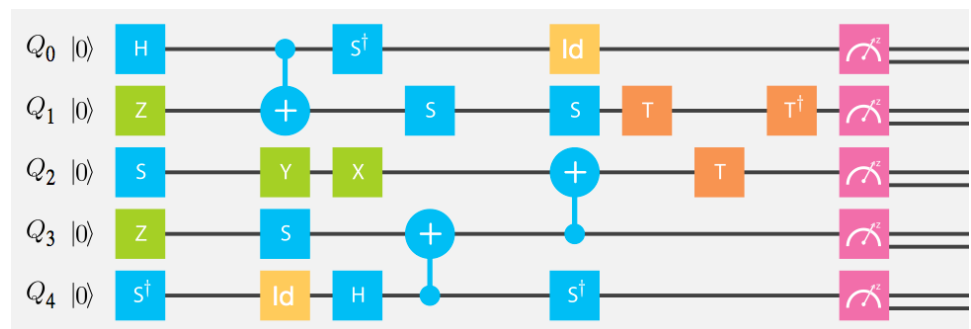 Q0 |0⟩ H + S† Id z
Q1 |0⟩ Z + S S T T† z
Q2 |0⟩ S Y X + T z
Q3 |0⟩ Z S + z
Q4 |0⟩ S† Id H S† z